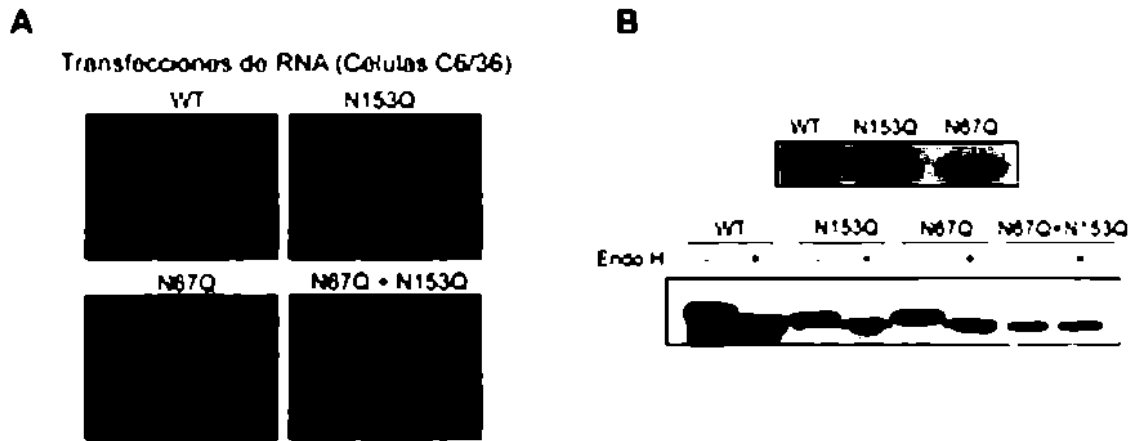 A
Transfecciones de RNA (Células C6/36)
WT N153Q
N67Q N67Q + N153Q
B
WT N153Q N67Q
WT N153Q N67Q N67Q+N153Q
Endo H - + - + - + - +